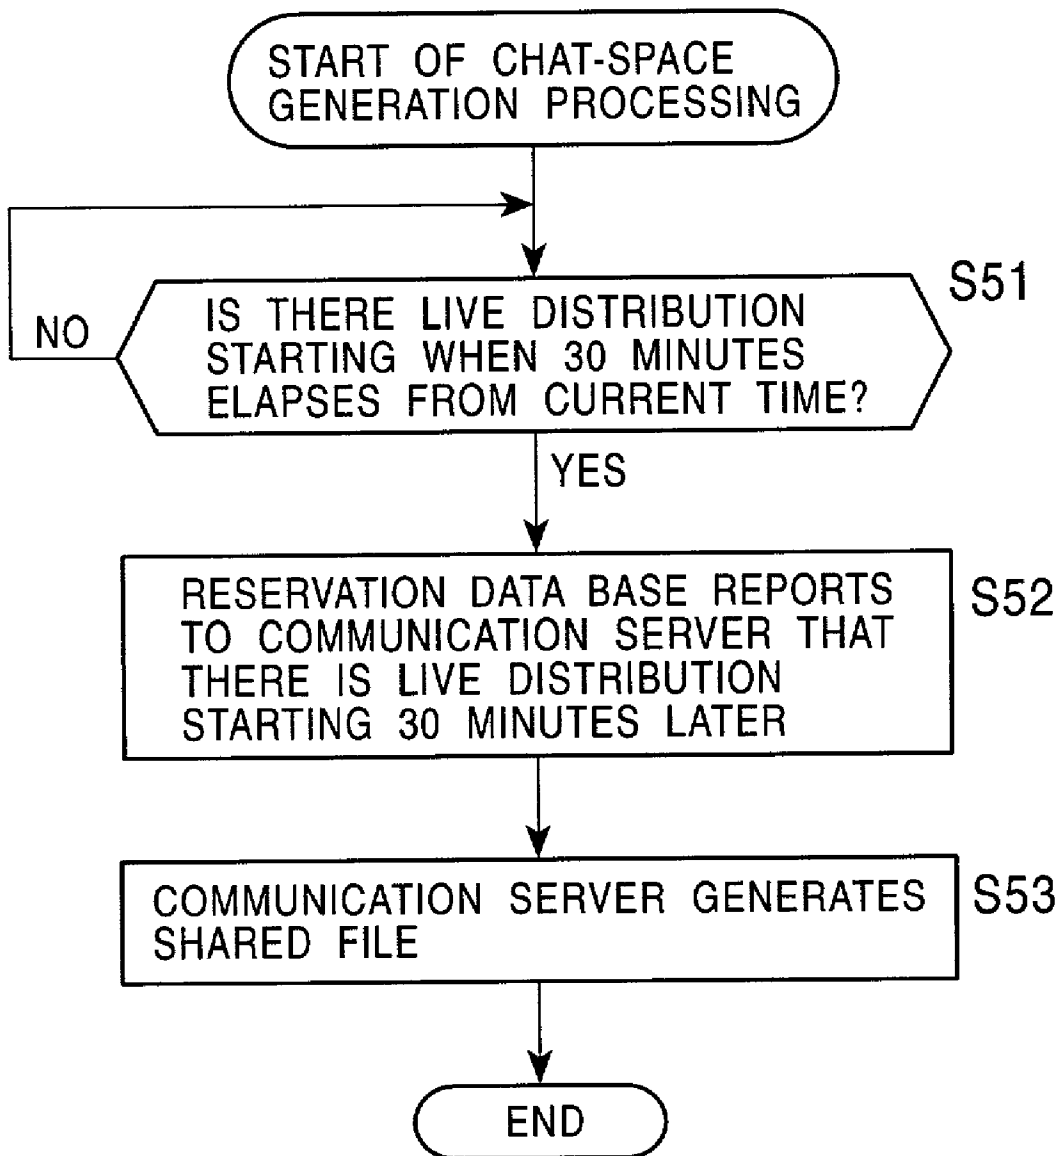 START OF CHAT-SPACE
GENERATION PROCESSING
S51
IS THERE LIVE DISTRIBUTION
STARTING WHEN 30 MINUTES
ELAPSES FROM CURRENT TIME?
NO
YES
S52
RESERVATION DATA BASE REPORTS
TO COMMUNICATION SERVER THAT
THERE IS LIVE DISTRIBUTION
STARTING 30 MINUTES LATER
S53
COMMUNICATION SERVER GENERATES
SHARED FILE
END